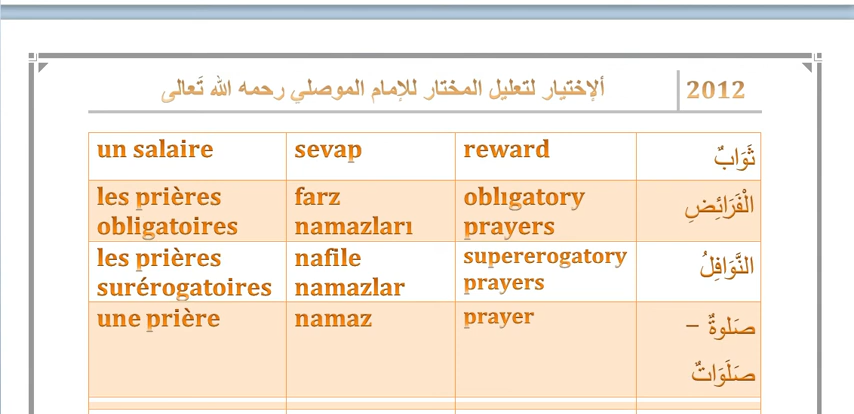 ألإختيار لتعليل المختار للإمام الموصلي رحمه الله تَعالى 2012
un salaire sevap reward ثَوَابٌ
les prières farz oblıgatory الْفَرَائِضِ
obligatoires namazları prayers
les prières nafile supererogatory النَّوَافِلُ
surérogatoires namazlar prayers
une prière namaz prayer صَلوةٌ –
صَلَوَاتٌ